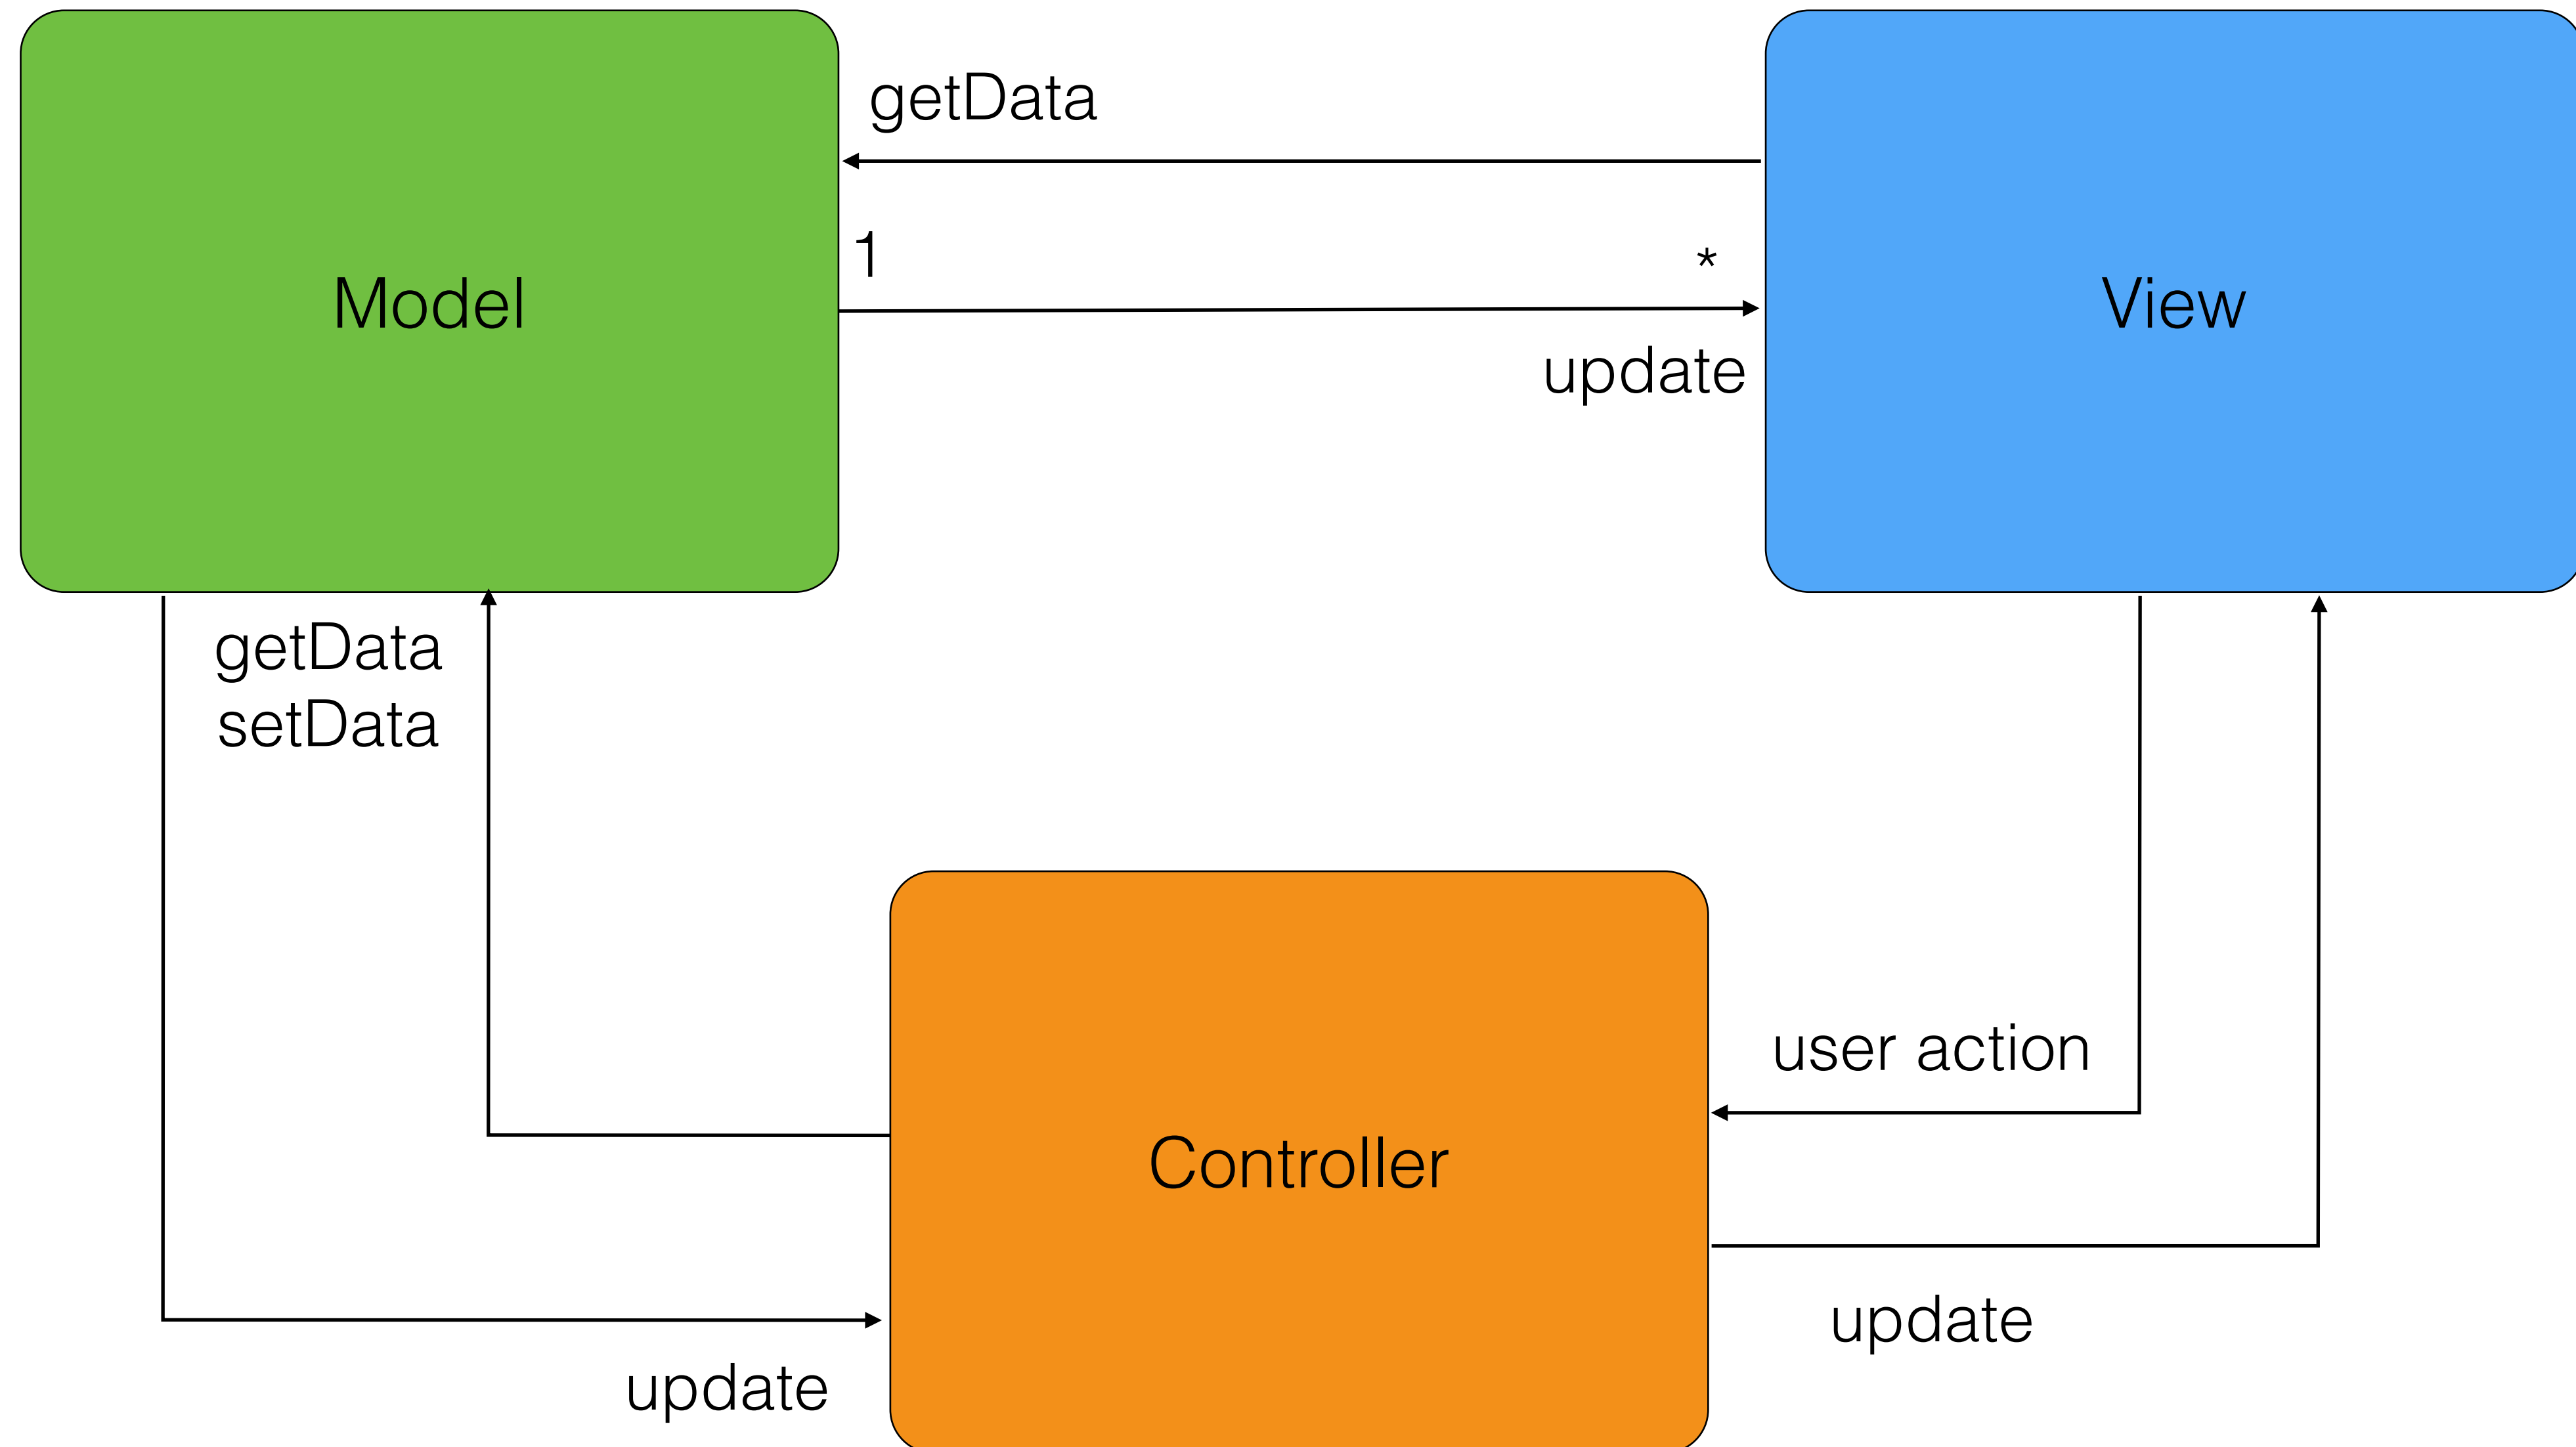 getData
1
*
Model
View
update
getData
setData
user action
Controller
update
update